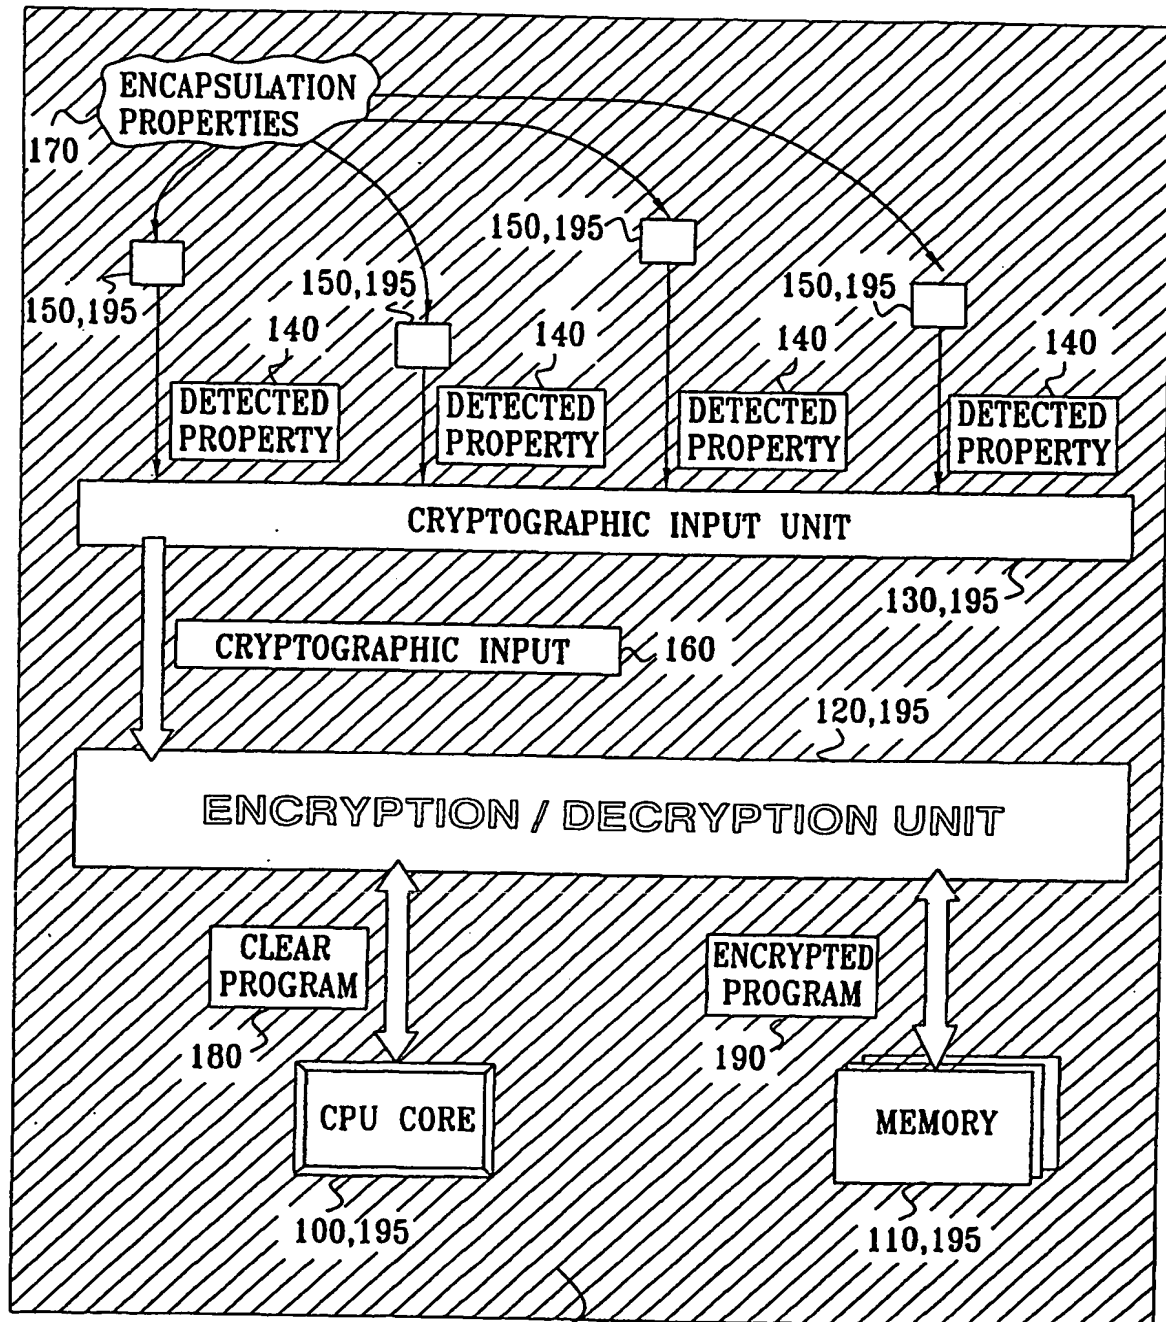 ENCAPSULATION
PROPERTIES
170
150,195
150,195
150,195
150,195
140
140
140
140
DETECTED
PROPERTY
DETECTED
PROPERTY
DETECTED
PROPERTY
DETECTED
PROPERTY
CRYPTOGRAPHIC INPUT UNIT
130,195
CRYPTOGRAPHIC INPUT
160
120,195
ENCRYPTION / DECRYPTION UNIT
CLEAR
PROGRAM
180
ENCRYPTED
PROGRAM
190
CPU CORE
MEMORY
100,195
110,195